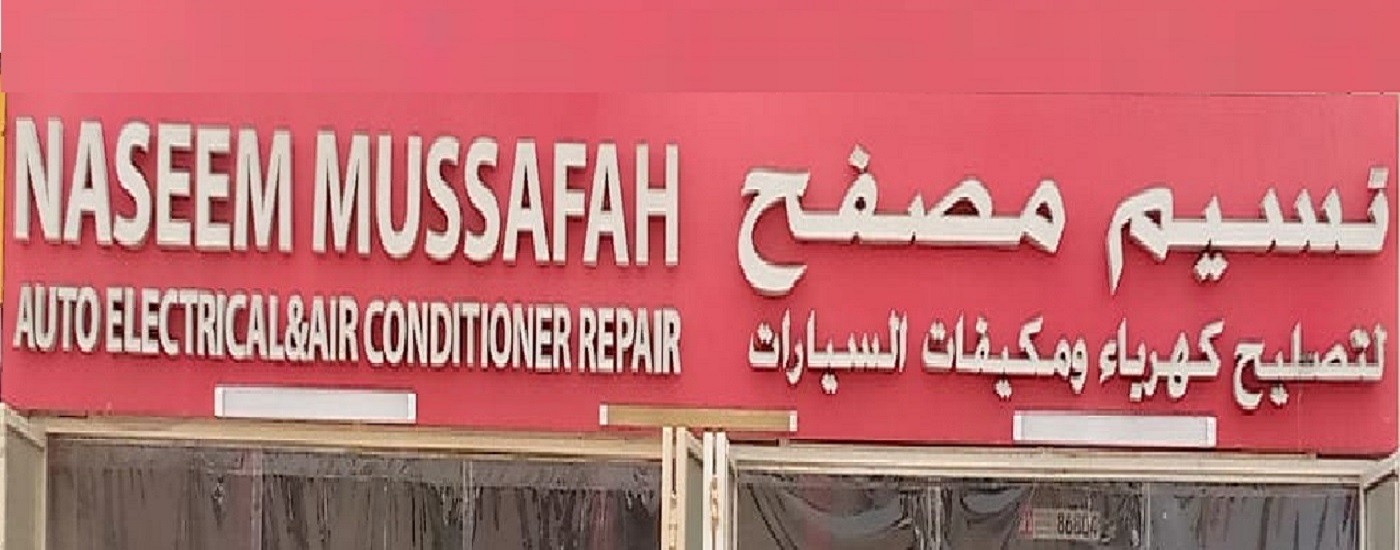 NASEEM MUSSAFAH
AUTO ELECTRICAL&AIR CONDITIONER REPAIR
نسيم مصفح
لتصليح كهرباء ومكيفات السيارات